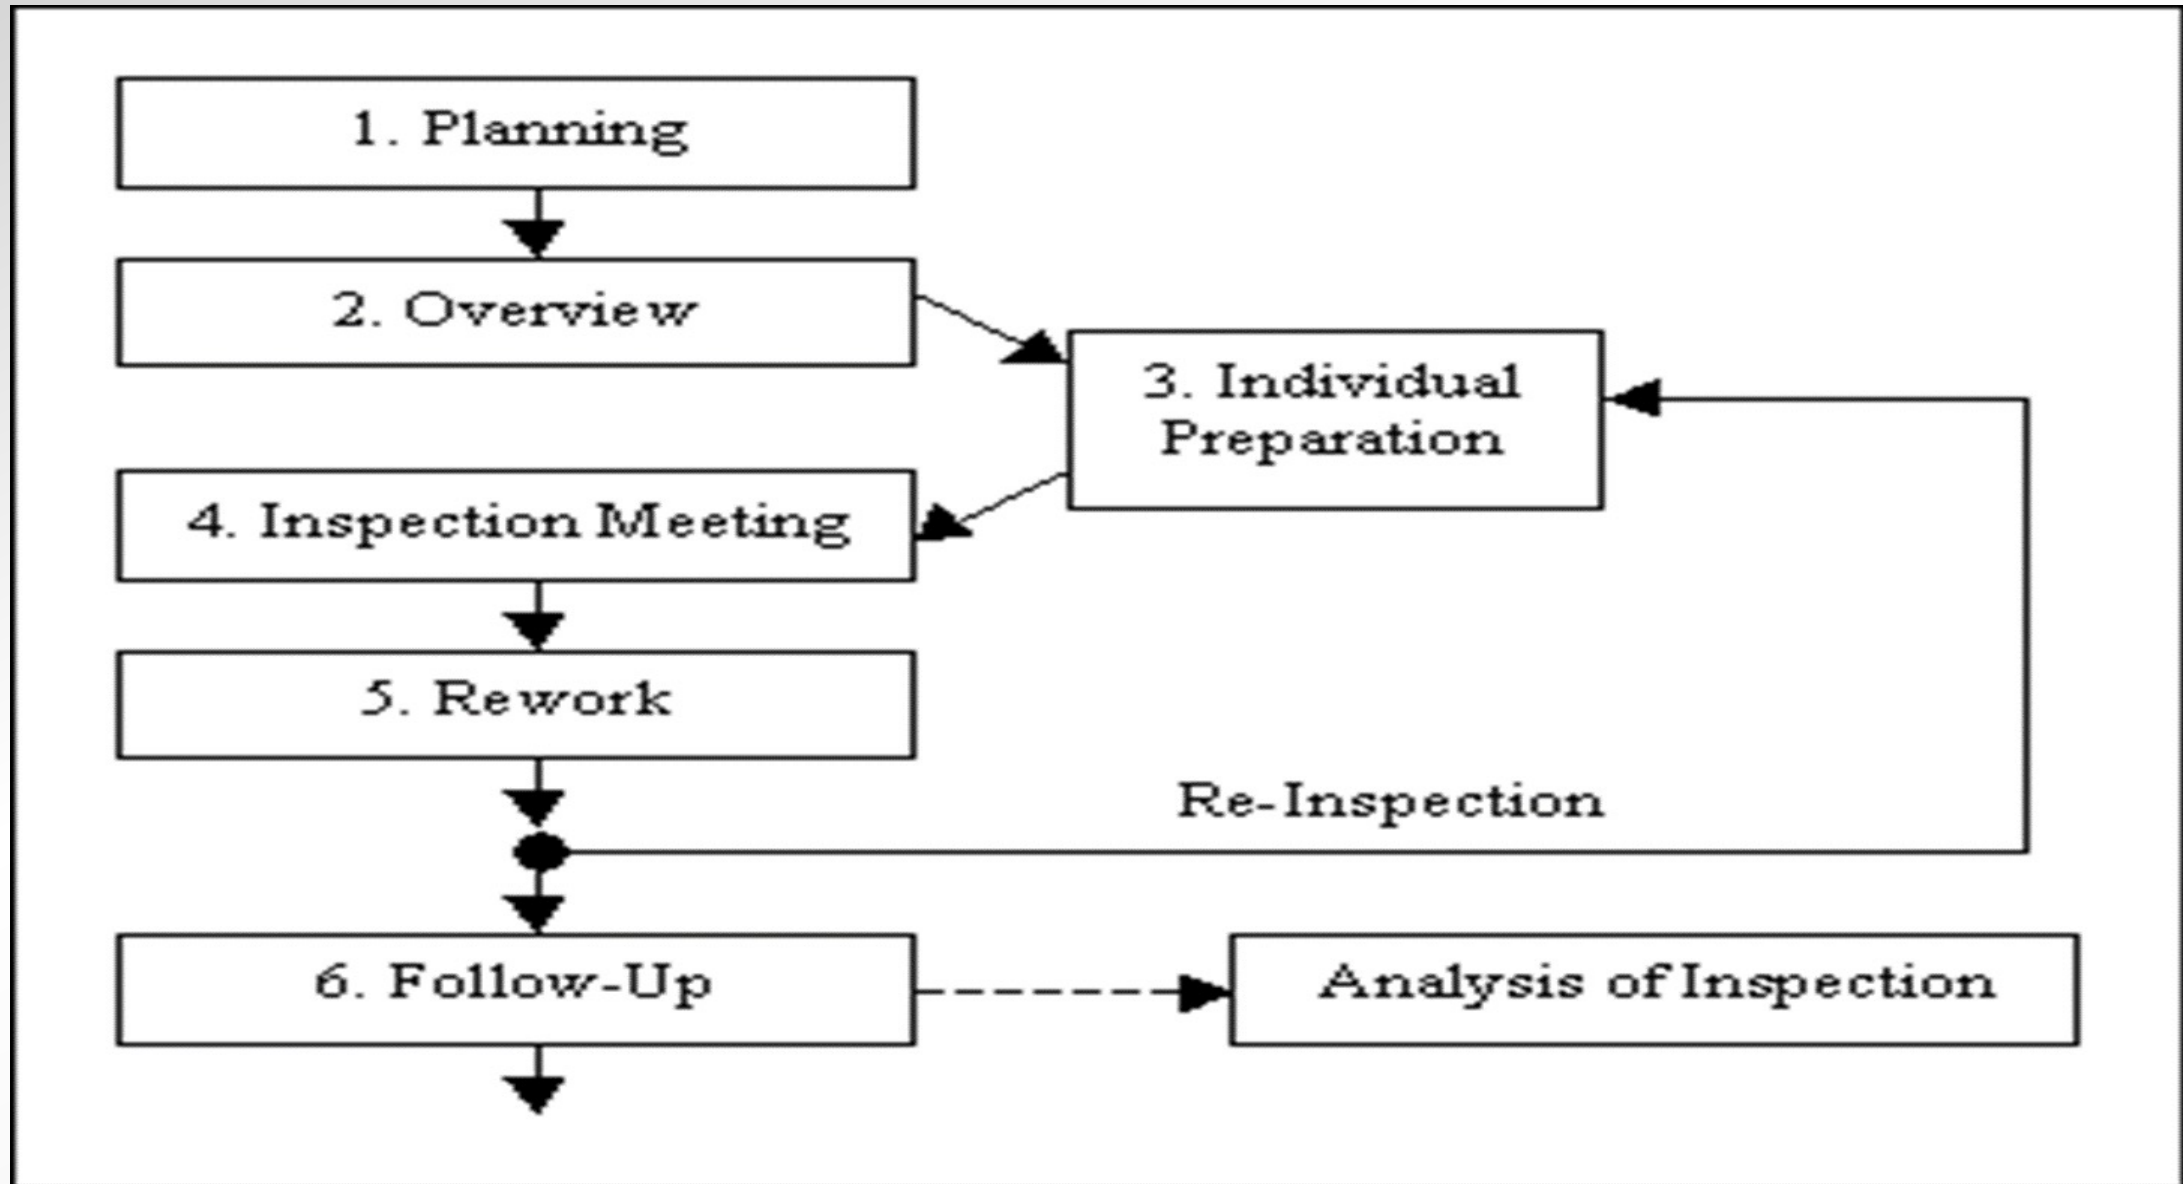 1. Planning
2. Overview
3. Individual
Preparation
4. Inspection Meeting
5. Rework
Re-Inspection
6. Follow-Up
Analysis of Inspection